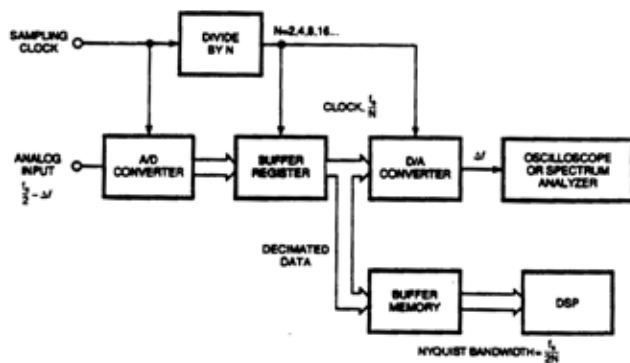 SAMPLING
CLOCK
DIVIDE
BY N
N=2,4,8,16...
CLOCK, fs/N
ANALOG
INPUT
fs/2 - Δf
A/D
CONVERTER
BUFFER
REGISTER
D/A
CONVERTER
Δf
OSCILLOSCOPE
OR SPECTRUM
ANALYZER
DECIMATED
DATA
BUFFER
MEMORY
DSP
NYQUIST BANDWIDTH = fs/2N